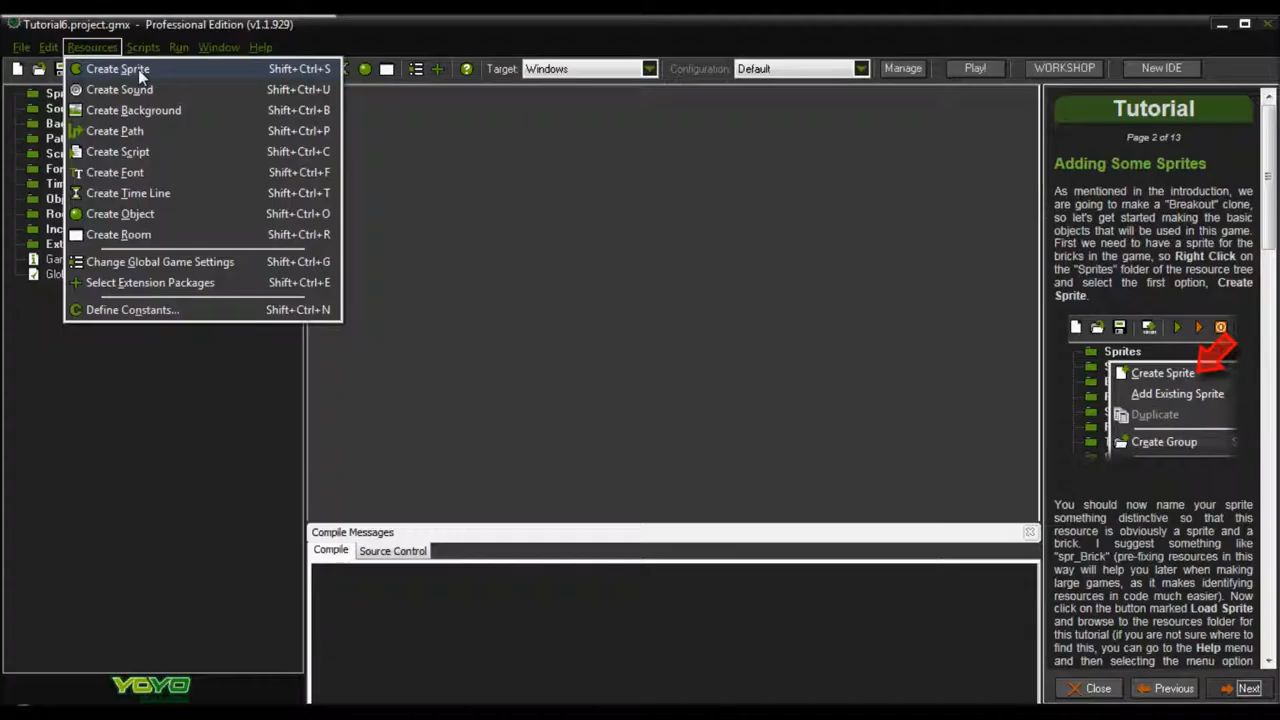 Tutorial6.project.gmx - Professional Edition (v1.1.929)
File Edit Resources Scripts Run Window Help
Target: Windows Configuration: Default Manage Play! WORKSHOP New IDE
Create Sprite Shift+Ctrl+S
Create Sound Shift+Ctrl+U
Create Background Shift+Ctrl+B
Create Path Shift+Ctrl+P
Create Script Shift+Ctrl+C
Create Font Shift+Ctrl+F
Create Time Line Shift+Ctrl+T
Create Object Shift+Ctrl+O
Create Room Shift+Ctrl+R
Change Global Game Settings Shift+Ctrl+G
Select Extension Packages Shift+Ctrl+E
Define Constants... Shift+Ctrl+N
Compile Messages
Compile Source Control
YOYO
Tutorial
Page 2 of 13
Adding Some Sprites
As mentioned in the introduction, we
are going to make a "Breakout" clone,
so let's get started making the basic
objects that will be used in this game.
First we need to have a sprite for the
bricks in the game, so Right Click on
the "Sprites" folder of the resource tree
and select the first option, Create
Sprite.
Sprites
Create Sprite
Add Existing Sprite
Duplicate
Create Group
You should now name your sprite
something distinctive so that this
resource is obviously a sprite and a
brick. I suggest something like
"spr_Brick" (pre-fixing resources in this
way will help you later when making
large games, as it makes identifying
resources in code much easier). Now
click on the button marked Load Sprite
and browse to the resources folder for
this tutorial (if you are not sure where to
find this, you can go to the Help menu
and then selecting the menu option
Close Previous Next